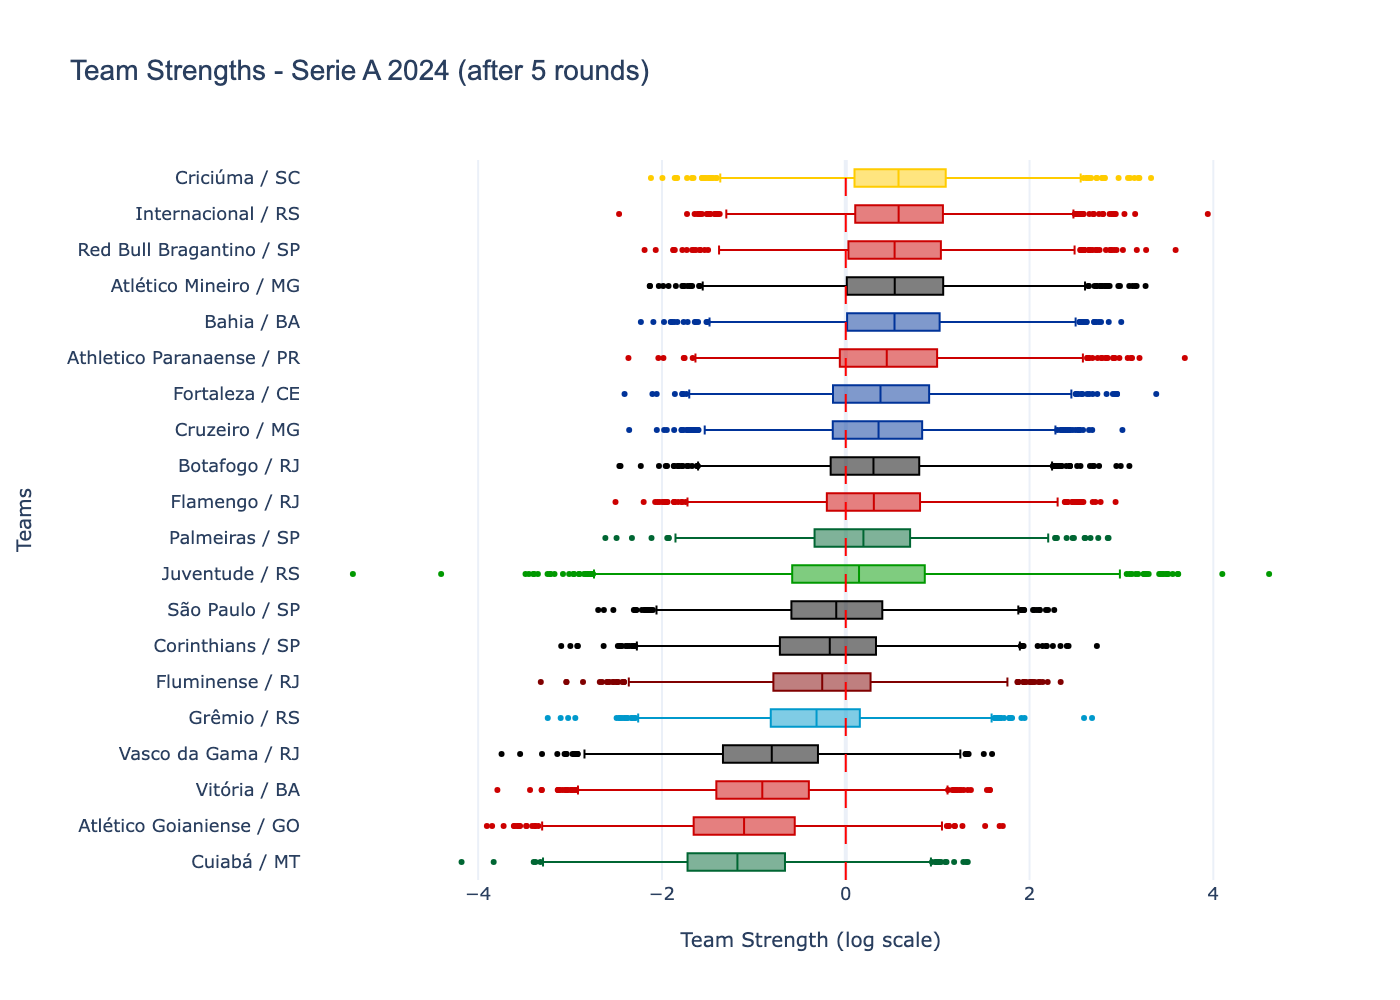 Team Strengths - Serie A 2024 (after 5 rounds)
Teams
Criciúma / SC
Internacional / RS
Red Bull Bragantino / SP
Atlético Mineiro / MG
Bahia / BA
Athletico Paranaense / PR
Fortaleza / CE
Cruzeiro / MG
Botafogo / RJ
Flamengo / RJ
Palmeiras / SP
Juventude / RS
São Paulo / SP
Corinthians / SP
Fluminense / RJ
Grêmio / RS
Vasco da Gama / RJ
Vitória / BA
Atlético Goianiense / GO
Cuiabá / MT
−4 −2 0 2 4
Team Strength (log scale)